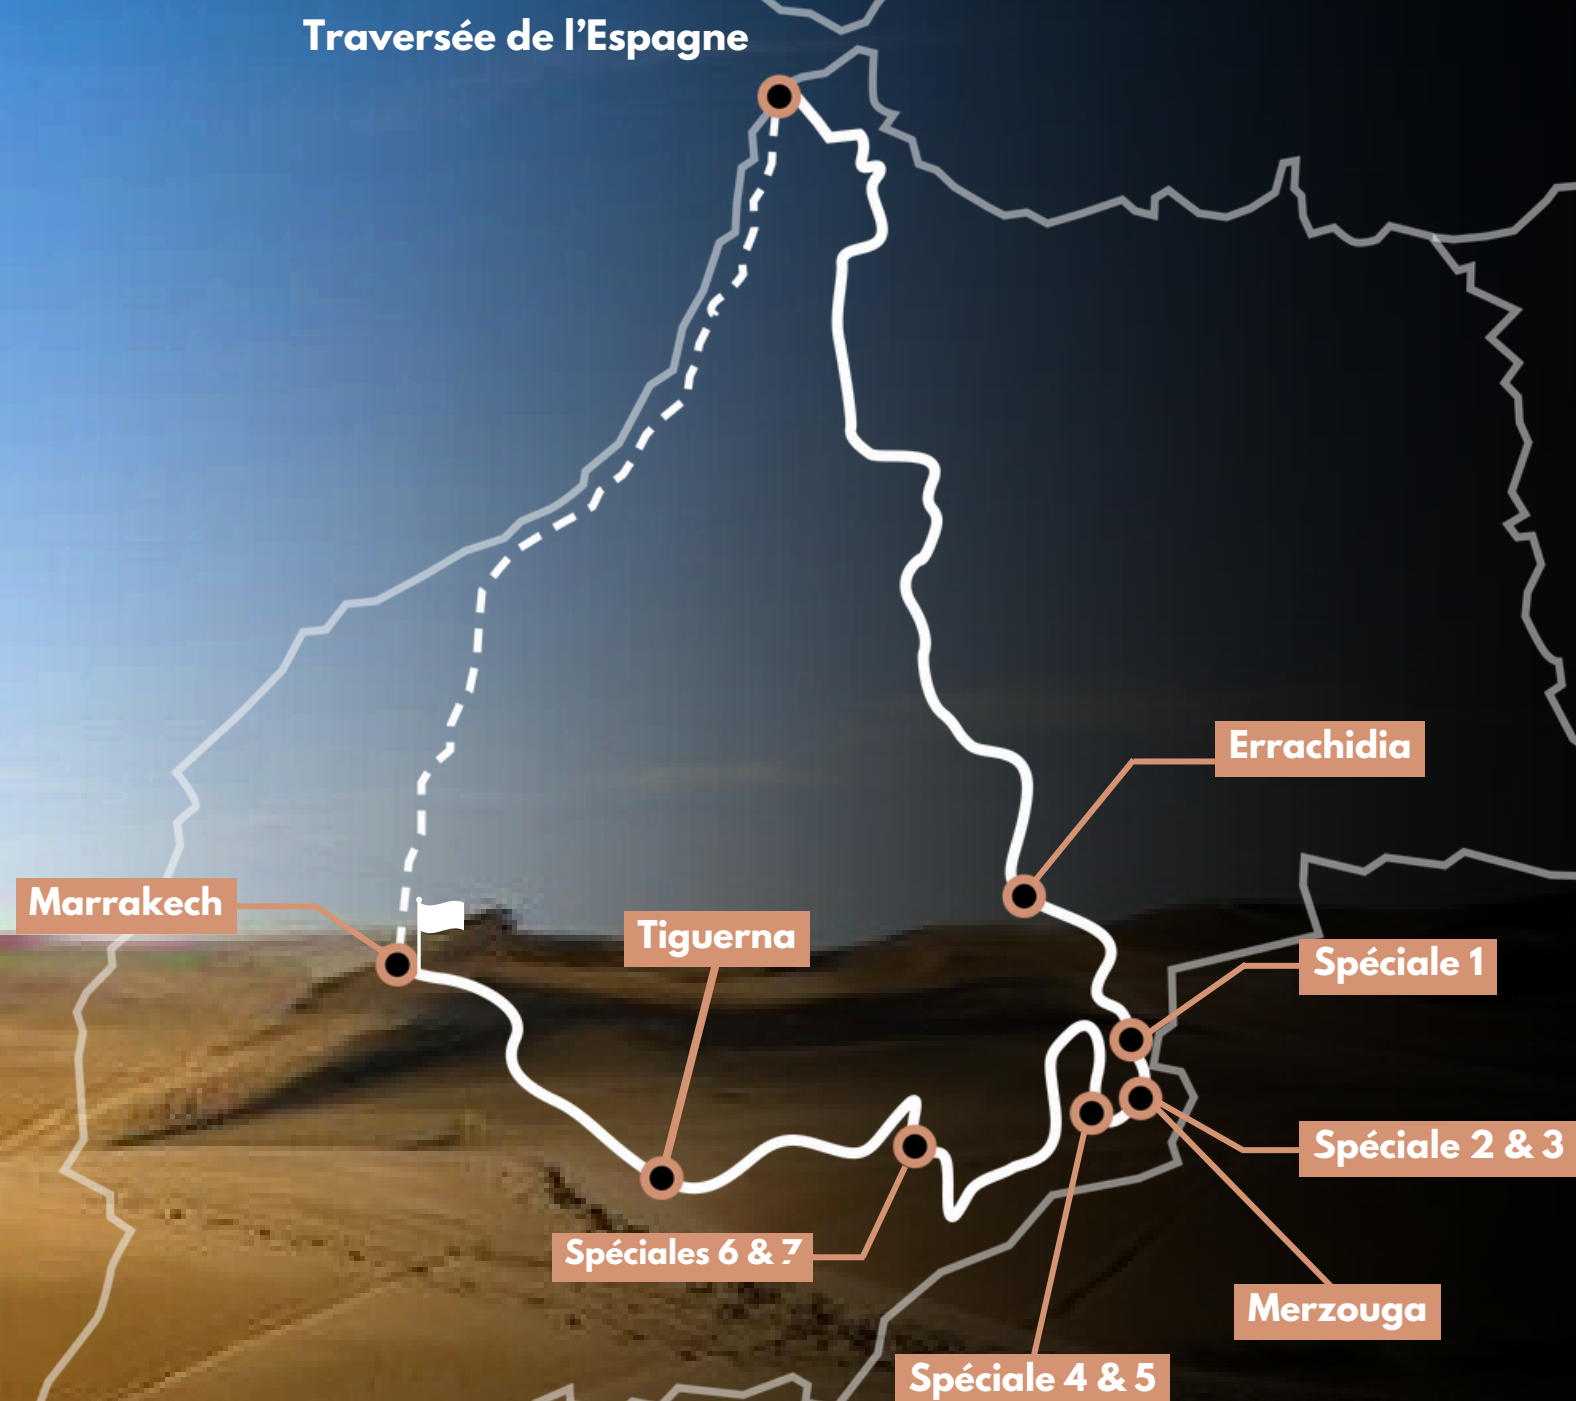 Traversée de l’Espagne
Errachidia
Marrakech
Tiguerna
Spéciale 1
Spéciale 2 & 3
Spéciales 6 & 7
Merzouga
Spéciale 4 & 5